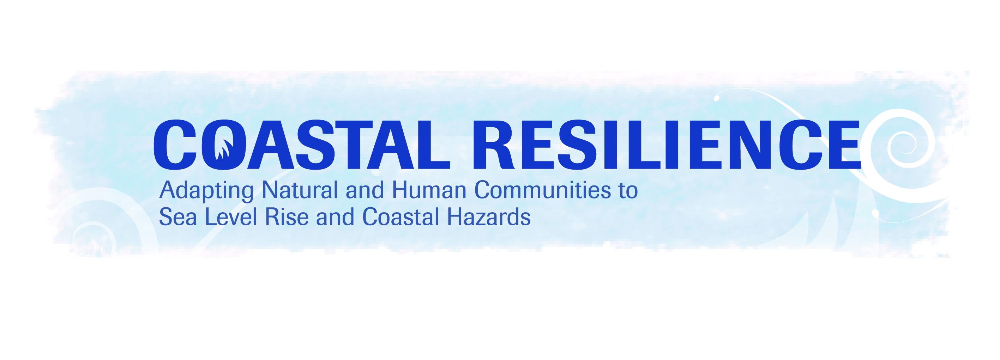 COASTAL RESILIENCE
Adapting Natural and Human Communities to
Sea Level Rise and Coastal Hazards